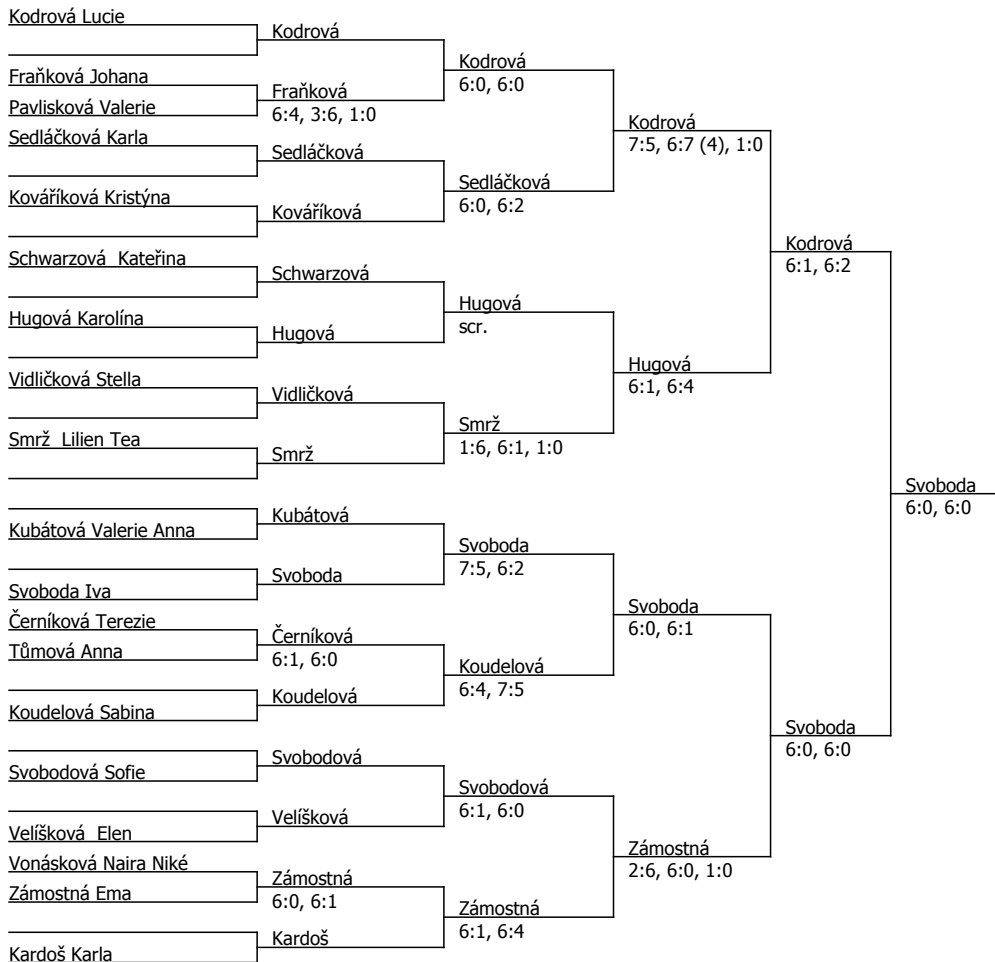 Kodrová Lucie
Fraňková Johana
Pavlisková Valerie
Sedláčková Karla
Kováříková Kristýna
Schwarzová  Kateřina
Hugová Karolína
Vidličková Stella
Smrž  Lilien Tea
Kubátová Valerie Anna
Svoboda Iva
Černíková Terezie
Tůmová Anna
Koudelová Sabina
Svobodová Sofie
Velíšková  Elen
Vonásková Naira Niké
Zámostná Ema
Kardoš Karla
Kodrová
Fraňková
6:4, 3:6, 1:0
Sedláčková
Kováříková
Schwarzová
Hugová
Vidličková
Smrž
Kubátová
Svoboda
Černíková
6:1, 6:0
Koudelová
Svobodová
Velíšková
Zámostná
6:0, 6:1
Kardoš
Kodrová
6:0, 6:0
Sedláčková
6:0, 6:2
Hugová
scr.
Smrž
1:6, 6:1, 1:0
Svoboda
7:5, 6:2
Koudelová
6:4, 7:5
Svobodová
6:1, 6:0
Zámostná
6:1, 6:4
Kodrová
7:5, 6:7 (4), 1:0
Hugová
6:1, 6:4
Svoboda
6:0, 6:1
Zámostná
2:6, 6:0, 1:0
Kodrová
6:1, 6:2
Svoboda
6:0, 6:0
Svoboda
6:0, 6:0